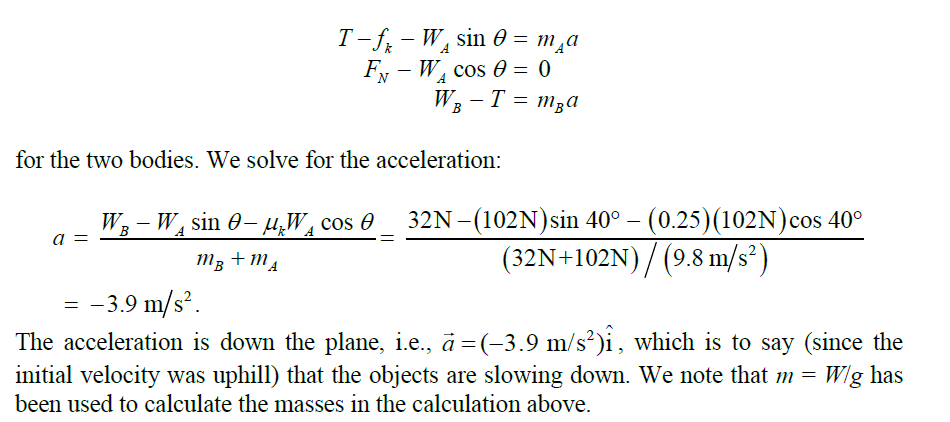 T − fₖ − W_A sin θ = m_A a
F_N − W_A cos θ = 0
W_B − T = m_B a
for the two bodies. We solve for the acceleration:
a = (W_B − W_A sin θ − μₖW_A cos θ) / (m_B + m_A) = (32N − (102N) sin 40° − (0.25)(102N) cos 40°) / ((32N+102N) / (9.8 m/s²))
= −3.9 m/s².
The acceleration is down the plane, i.e., a⃗ = (−3.9 m/s²)î, which is to say (since the
initial velocity was uphill) that the objects are slowing down. We note that m = W/g has
been used to calculate the masses in the calculation above.